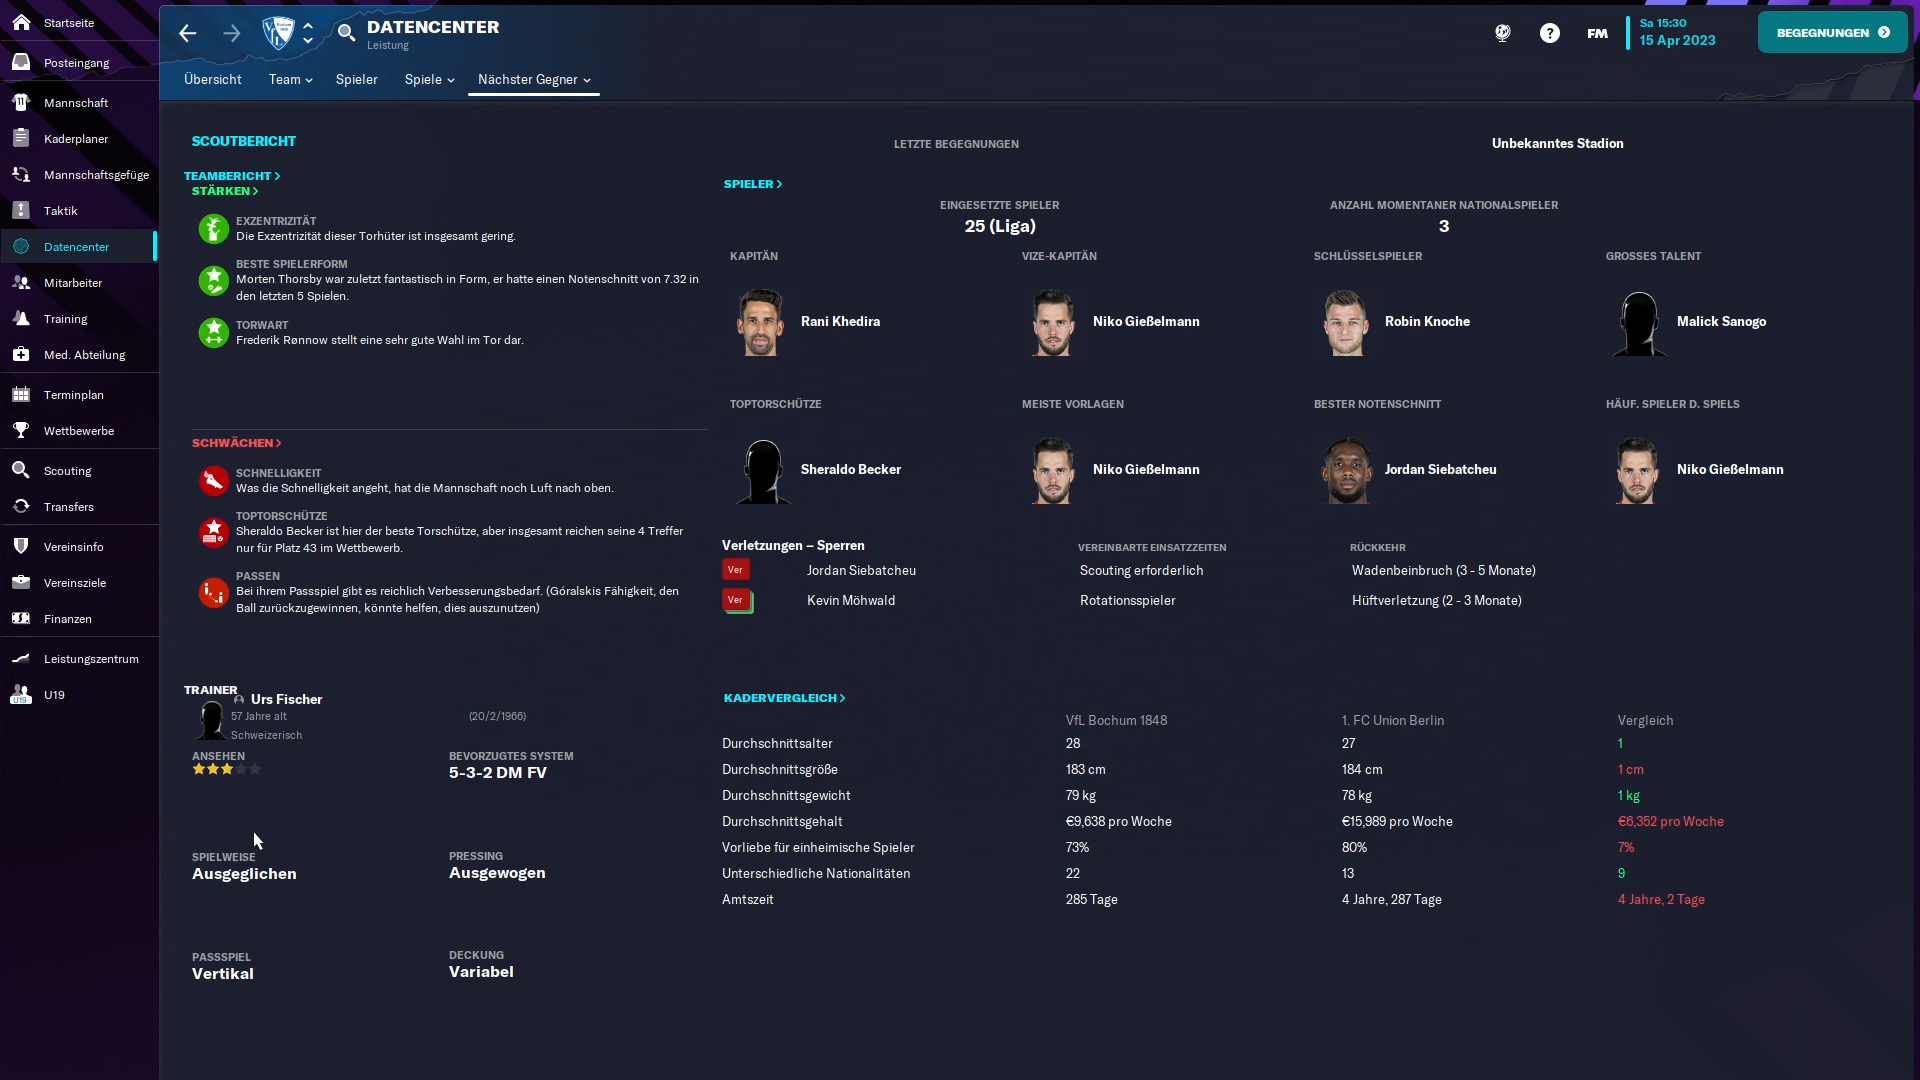 Startseite
Posteingang
Mannschaft
Kaderplaner
Mannschaftsgefüge
Taktik
Datencenter
Mitarbeiter
Training
Med. Abteilung
Terminplan
Wettbewerbe
Scouting
Transfers
Vereinsinfo
Vereinsziele
Finanzen
Leistungszentrum
U19
DATENCENTER
Leistung
FM
Sa 15:30
15 Apr 2023
BEGEGNUNGEN
Übersicht
Team
Spieler
Spiele
Nächster Gegner
SCOUTBERICHT
LETZTE BEGEGNUNGEN
Unbekanntes Stadion
TEAMBERICHT
STÄRKEN
EXZENTRIZITÄT
Die Exzentrizität dieser Torhüter ist insgesamt gering.
BESTE SPIELERFORM
Morten Thorsby war zuletzt fantastisch in Form, er hatte einen Notenschnitt von 7.32 in
den letzten 5 Spielen.
TORWART
Frederik Rønnow stellt eine sehr gute Wahl im Tor dar.
SCHWÄCHEN
SCHNELLIGKEIT
Was die Schnelligkeit angeht, hat die Mannschaft noch Luft nach oben.
TOPTORSCHÜTZE
Sheraldo Becker ist hier der beste Torschütze, aber insgesamt reichen seine 4 Treffer
nur für Platz 43 im Wettbewerb.
PASSEN
Bei ihrem Passspiel gibt es reichlich Verbesserungsbedarf. (Góralskis Fähigkeit, den
Ball zurückzugewinnen, könnte helfen, dies auszunutzen)
SPIELER
EINGESETZTE SPIELER
25 (Liga)
ANZAHL MOMENTANER NATIONALSPIELER
3
KAPITÄN
Rani Khedira
VIZE-KAPITÄN
Niko Gießelmann
SCHLÜSSELSPIELER
Robin Knoche
GROSSES TALENT
Malick Sanogo
TOPTORSCHÜTZE
Sheraldo Becker
MEISTE VORLAGEN
Niko Gießelmann
BESTER NOTENSCHNITT
Jordan Siebatcheu
HÄUF. SPIELER D. SPIELS
Niko Gießelmann
Verletzungen – Sperren VEREINBARTE EINSATZZEITEN RÜCKKEHR
Ver Jordan Siebatcheu Scouting erforderlich Wadenbeinbruch (3 - 5 Monate)
Ver Kevin Möhwald Rotationsspieler Hüftverletzung (2 - 3 Monate)
TRAINER
Urs Fischer
57 Jahre alt (20/2/1966)
Schweizerisch
ANSEHEN
BEVORZUGTES SYSTEM
5-3-2 DM FV
SPIELWEISE
Ausgeglichen
PRESSING
Ausgewogen
PASSSPIEL
Vertikal
DECKUNG
Variabel
KADERVERGLEICH
VfL Bochum 1848 1. FC Union Berlin Vergleich
Durchschnittsalter 28 27 1
Durchschnittsgröße 183 cm 184 cm 1 cm
Durchschnittsgewicht 79 kg 78 kg 1 kg
Durchschnittsgehalt €9,638 pro Woche €15,989 pro Woche €6,352 pro Woche
Vorliebe für einheimische Spieler 73% 80% 7%
Unterschiedliche Nationalitäten 22 13 9
Amtszeit 285 Tage 4 Jahre, 287 Tage 4 Jahre, 2 Tage